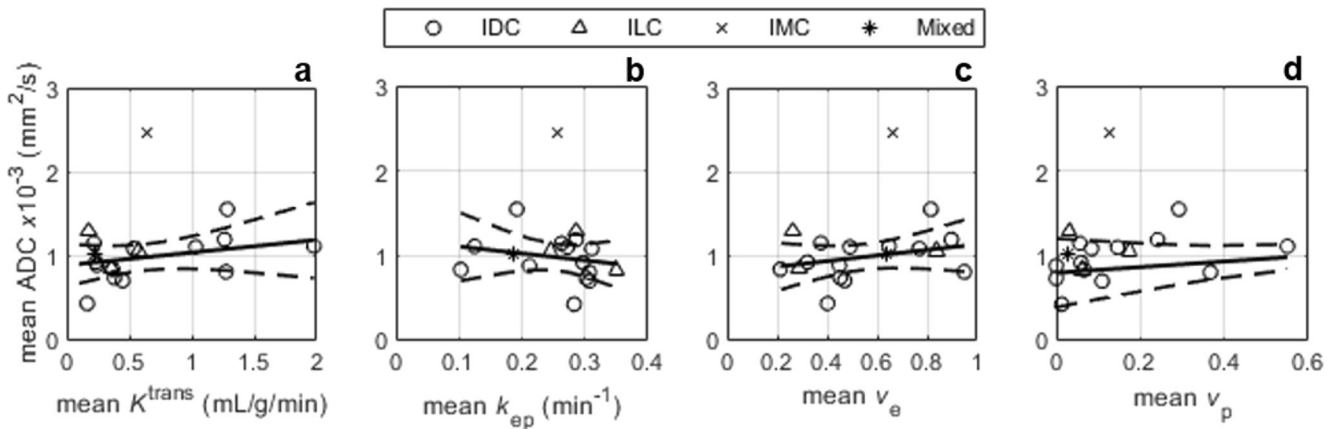 IDC ILC IMC Mixed
a b c d
mean ADC x10⁻³ (mm²/s)
3 3 3 3
2 2 2 2
1 1 1 1
0 0 0 0
0 0.5 1 1.5 2 0 0.1 0.2 0.3 0.4 0 0.2 0.4 0.6 0.8 1 0 0.2 0.4 0.6
mean Kᵗʳᵃⁿˢ (mL/g/min) mean kₑₚ (min⁻¹) mean vₑ mean vₚ